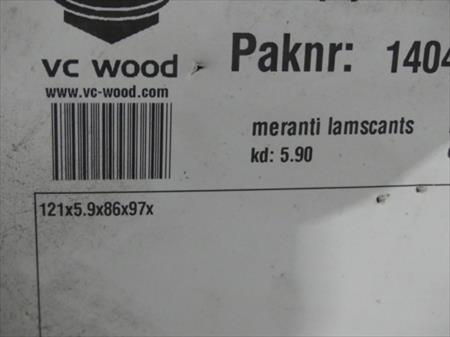 vc wood
Paknr: 1404
www.vc-wood.com
meranti lamscants
kd: 5.90
121x5.9x86x97x